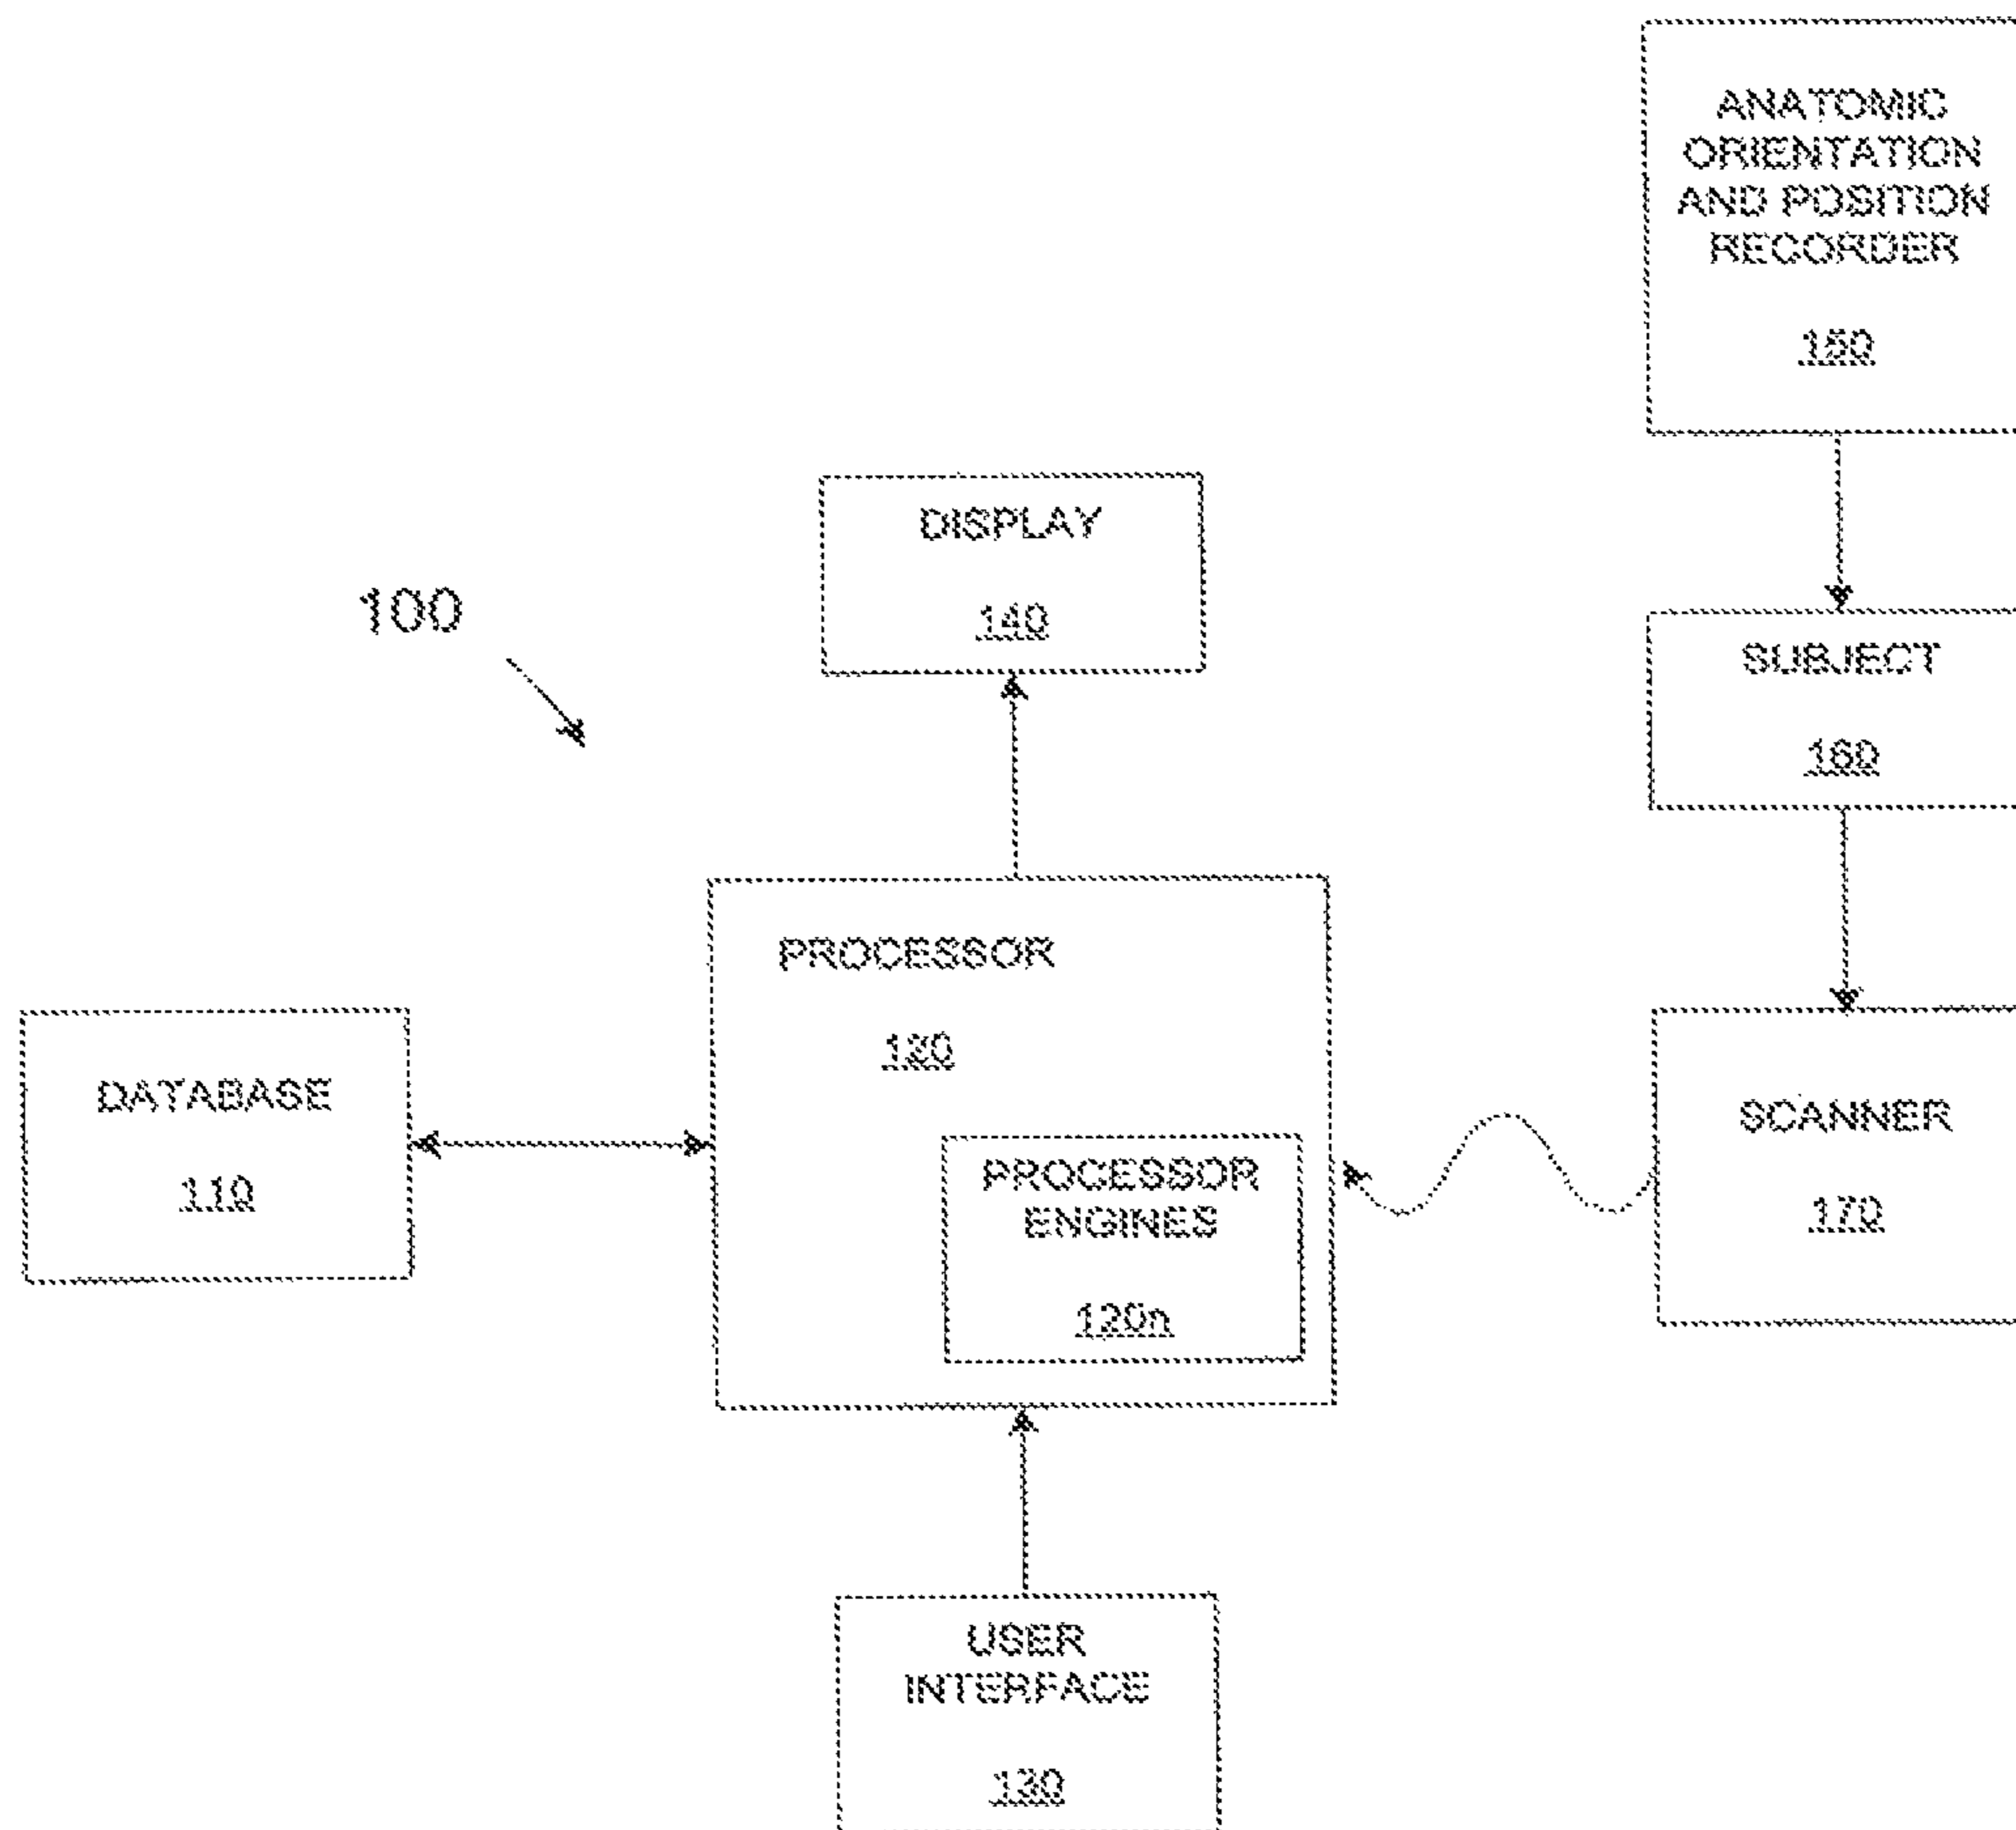 ANATOMIC
ORIENTATION
AND POSITION
RECORDER
150
DISPLAY
140
100
SUBJECT
160
PROCESSOR
120
DATABASE
110
PROCESSOR
ENGINES
120n
SCANNER
170
USER
INTERFACE
130